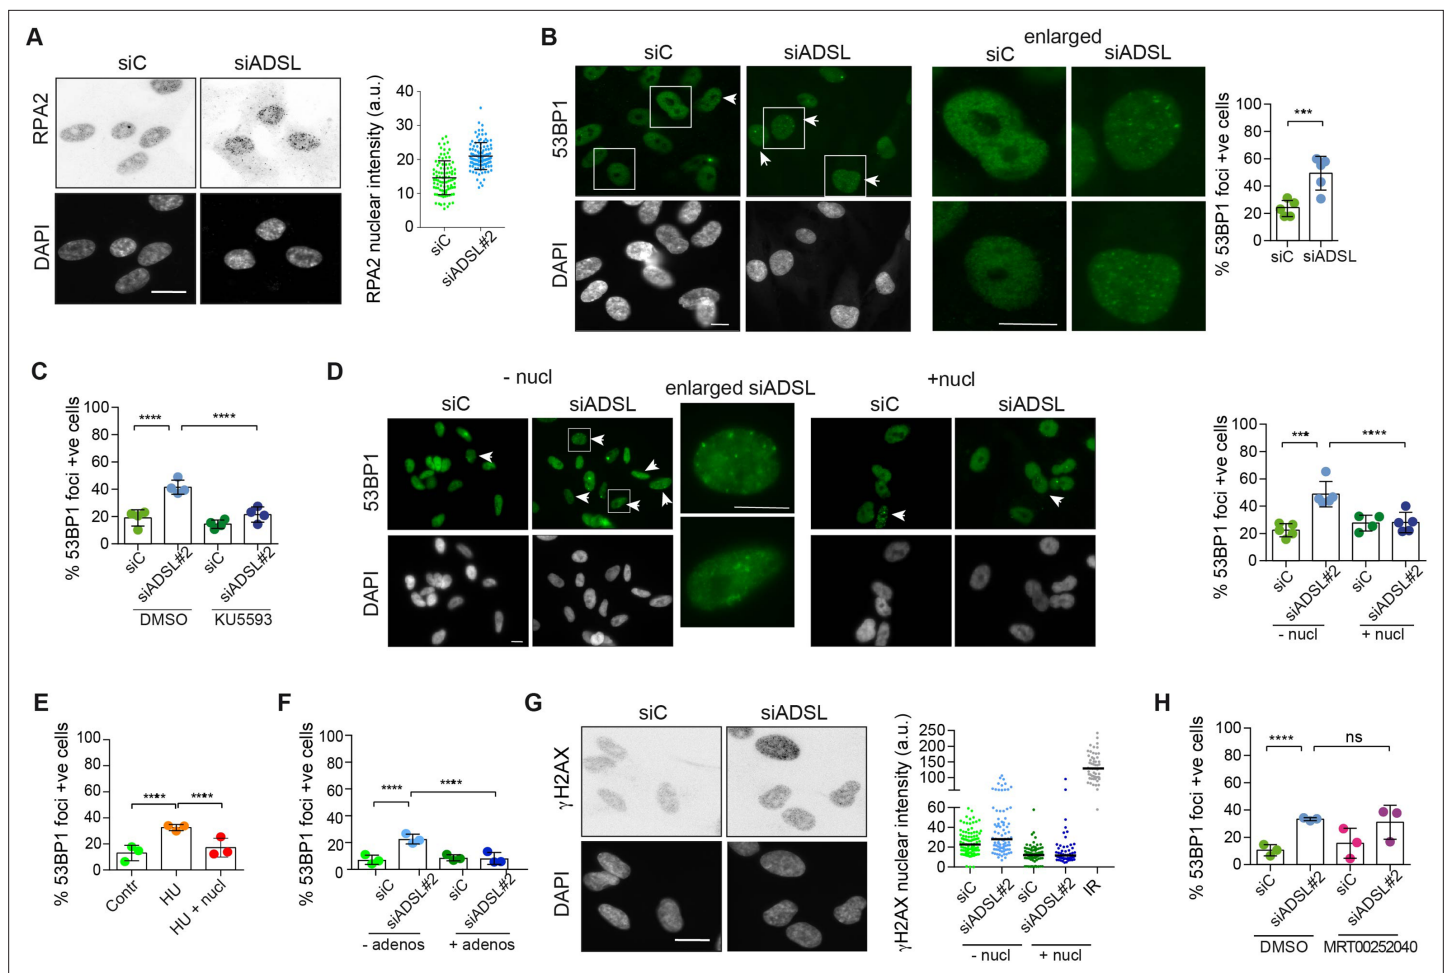 A
siC
siADSL
RPA2
DAPI
RPA2 nuclear intensity (a.u.)
40
30
20
10
0
siC
siADSL#2
B
siC
siADSL
enlarged
siC
siADSL
53BP1
DAPI
% 53BP1 foci +ve cells
100
80
60
40
20
0
***
siC
siADSL
C
% 53BP1 foci +ve cells
100
80
60
40
20
0
****
****
siC
siADSL#2
siC
siADSL#2
DMSO
KU5593
D
- nucl
enlarged siADSL
+nucl
siC
siADSL
siC
siADSL
53BP1
DAPI
% 53BP1 foci +ve cells
100
80
60
40
20
0
***
****
siC
siADSL#2
siC
siADSL#2
- nucl
+ nucl
E
% 53BP1 foci +ve cells
100
80
60
40
20
0
****
****
Contr
HU
HU + nucl
F
% 53BP1 foci +ve cells
100
80
60
40
20
0
****
****
siC
siADSL#2
siC
siADSL#2
- adenos
+ adenos
G
siC
siADSL
γH2AX
DAPI
γH2AX nuclear intensity (a.u.)
250
200
150
100
50
60
40
20
0
siC
siADSL#2
siC
siADSL#2
IR
- nucl
+ nucl
H
% 53BP1 foci +ve cells
100
80
60
40
20
0
****
ns
siC
siADSL#2
siC
siADSL#2
DMSO
MRT00252040